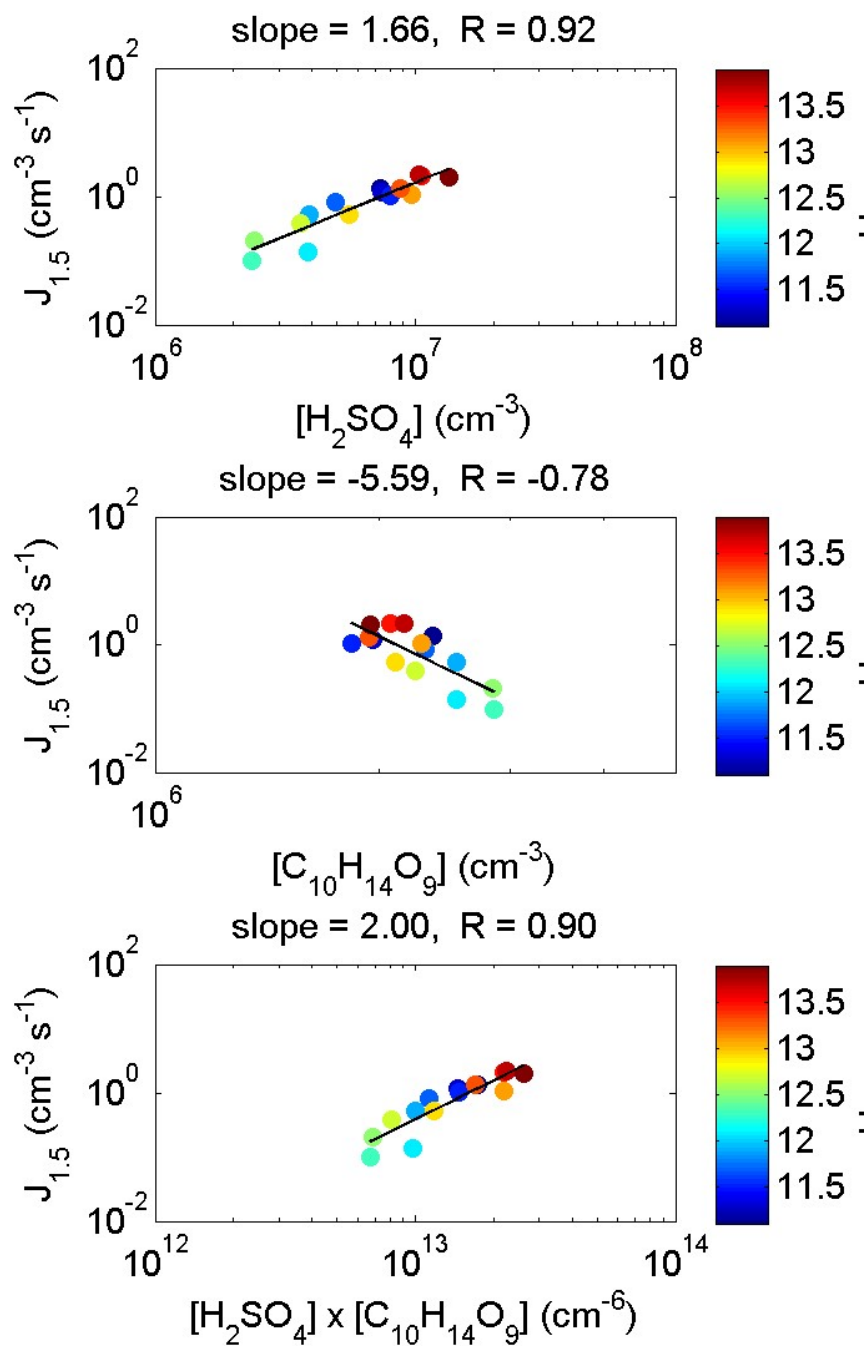 slope = 1.66,  R = 0.92
10^2
10^0
10^-2
J_1.5 (cm^-3 s^-1)
10^6 10^7 10^8
[H_2SO_4] (cm^-3)
13.5
13
12.5
12
11.5
slope = -5.59,  R = -0.78
10^2
10^0
10^-2
J_1.5 (cm^-3 s^-1)
10^6
[C_10H_14O_9] (cm^-3)
13.5
13
12.5
12
11.5
slope = 2.00,  R = 0.90
10^2
10^0
10^-2
J_1.5 (cm^-3 s^-1)
10^12 10^13 10^14
[H_2SO_4] x [C_10H_14O_9] (cm^-6)
13.5
13
12.5
12
11.5